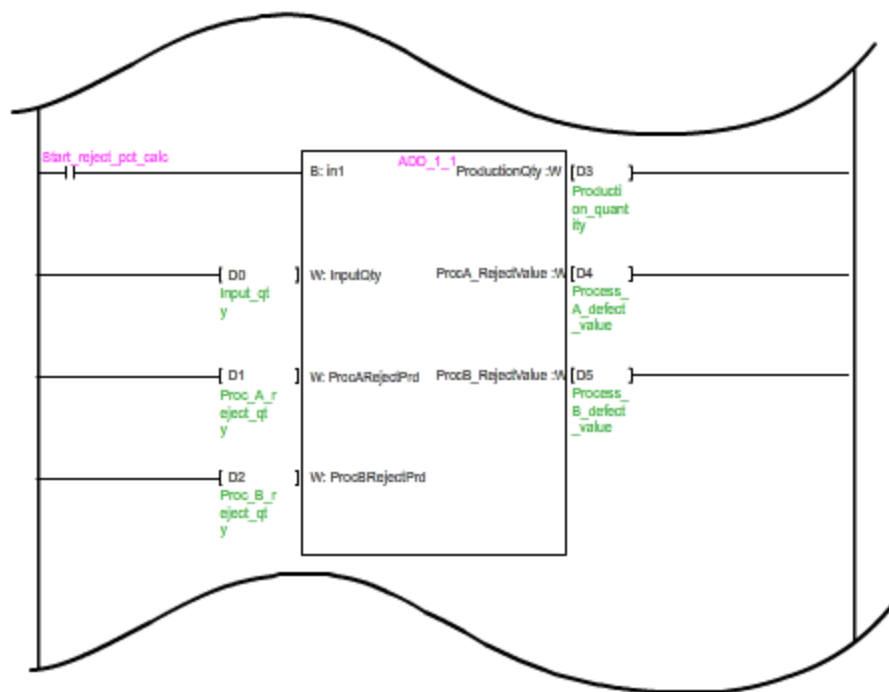 Start_reject_pct_calc
ADD_1_1
B: in1
ProductionQty :W
[ D3 ]
Producti
on_quant
ity
[ D0 ]
W: InputQty
ProcA_RejectValue :W
[ D4 ]
Input_qt
y
Process_
A_defect
_value
[ D1 ]
W: ProcARejectPrd
ProcB_RejectValue :W
[ D5 ]
Proc_A_r
eject_qt
y
Process_
B_defect
_value
[ D2 ]
W: ProcBRejectPrd
Proc_B_r
eject_qt
y